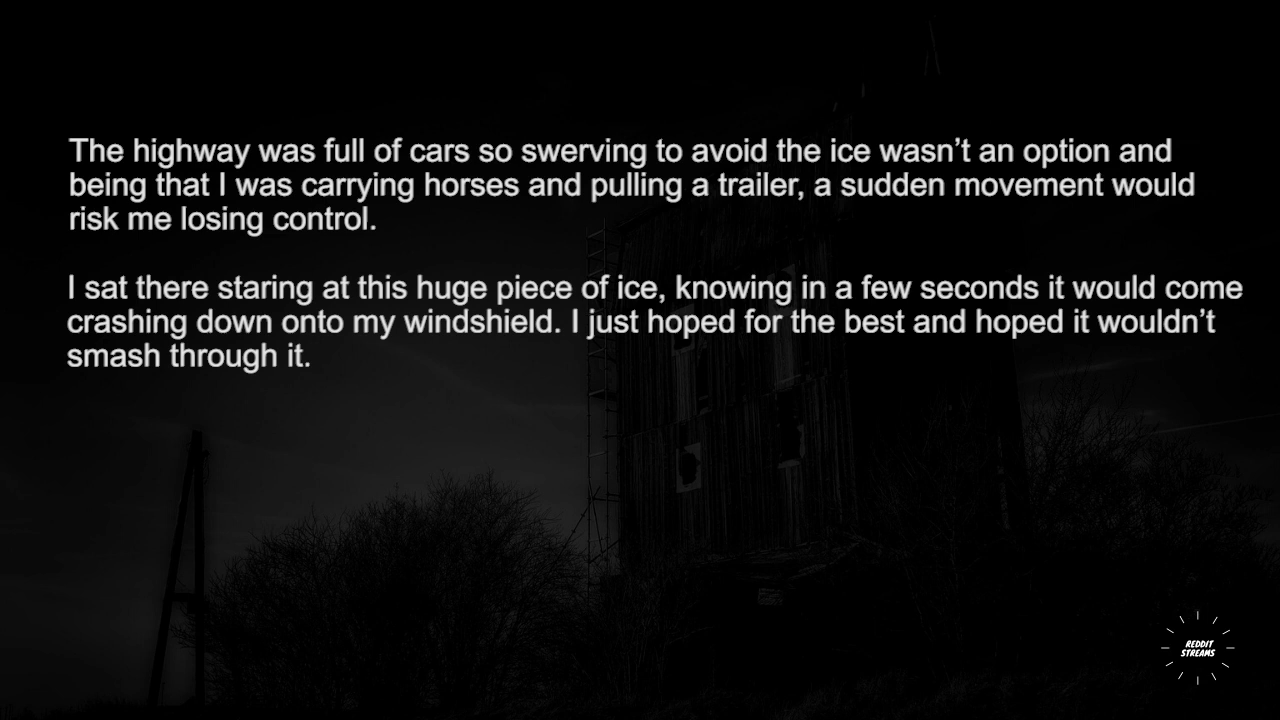 The highway was full of cars so swerving to avoid the ice wasn’t an option and
being that I was carrying horses and pulling a trailer, a sudden movement would
risk me losing control.
I sat there staring at this huge piece of ice, knowing in a few seconds it would come
crashing down onto my windshield. I just hoped for the best and hoped it wouldn’t
smash through it.
REDDIT
STREAMS